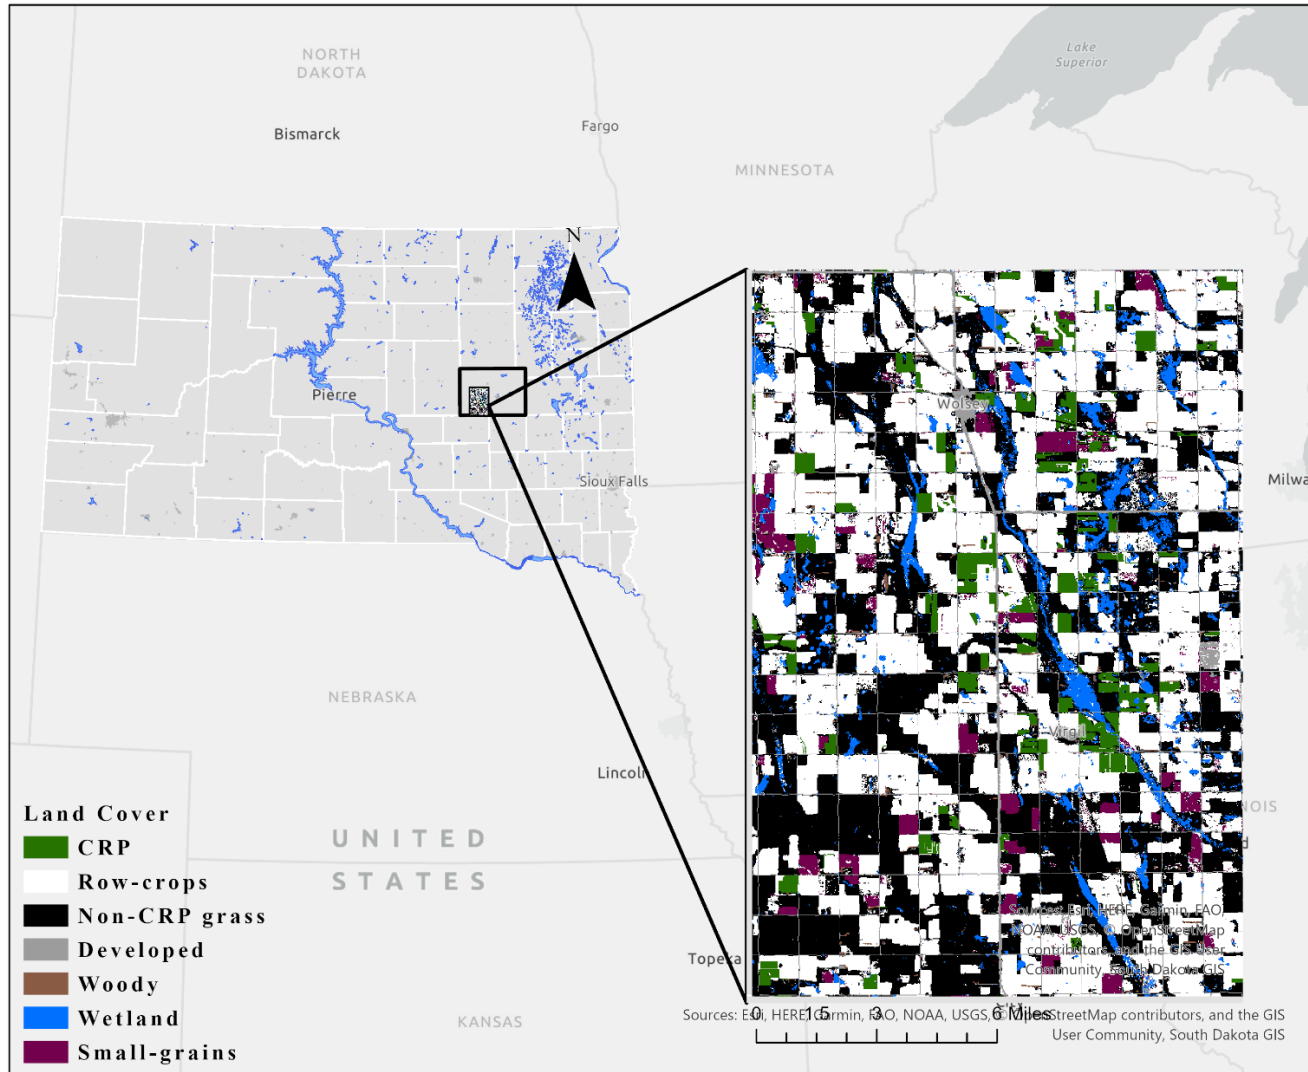 NORTH
DAKOTA
Lake
Superior
Bismarck
Fargo
MINNESOTA
N
Pierre
Wolsey
Sioux Falls
Milwa
NEBRASKA
Virgil
Lincoln
Land Cover
CRP
Row-crops
Non-CRP grass
Developed
Woody
Wetland
Small-grains
UNITED
STATES
NOIS
d
Topeka
KANSAS
Sources: Esri, HERE, Garmin, FAO,
NOAA, USGS, © OpenStreetMap
contributors, and the GIS User
Community, South Dakota GIS
0 1.5 3 6 Miles
Sources: Esri, HERE, Garmin, FAO, NOAA, USGS, © OpenStreetMap contributors, and the GIS
User Community, South Dakota GIS